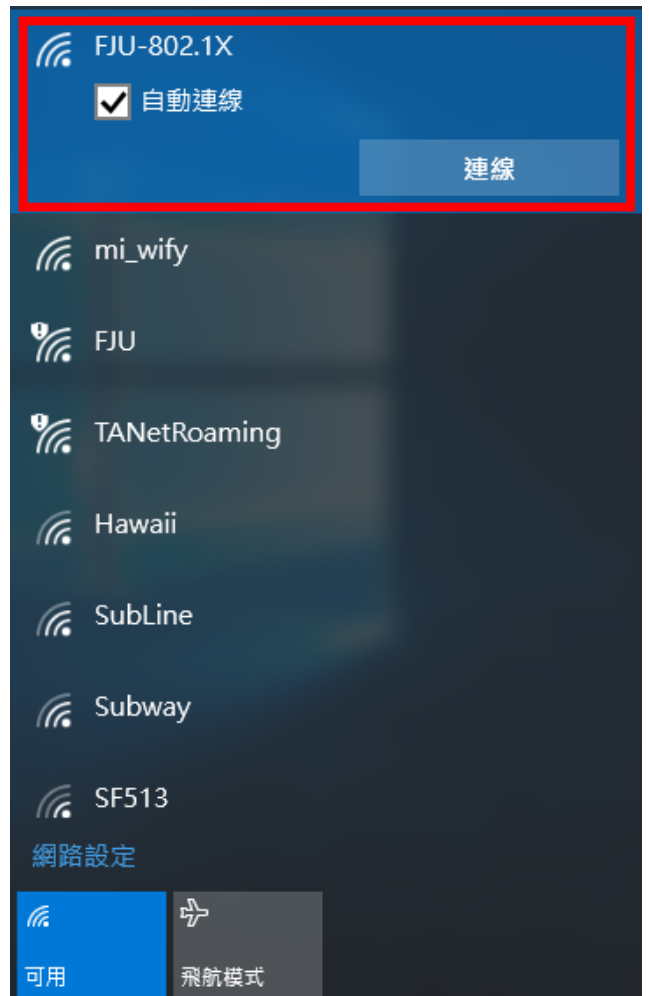 FJU-802.1X
自動連線
連線
mi_wify
FJU
TANetRoaming
Hawaii
SubLine
Subway
SF513
網路設定
可用
飛航模式